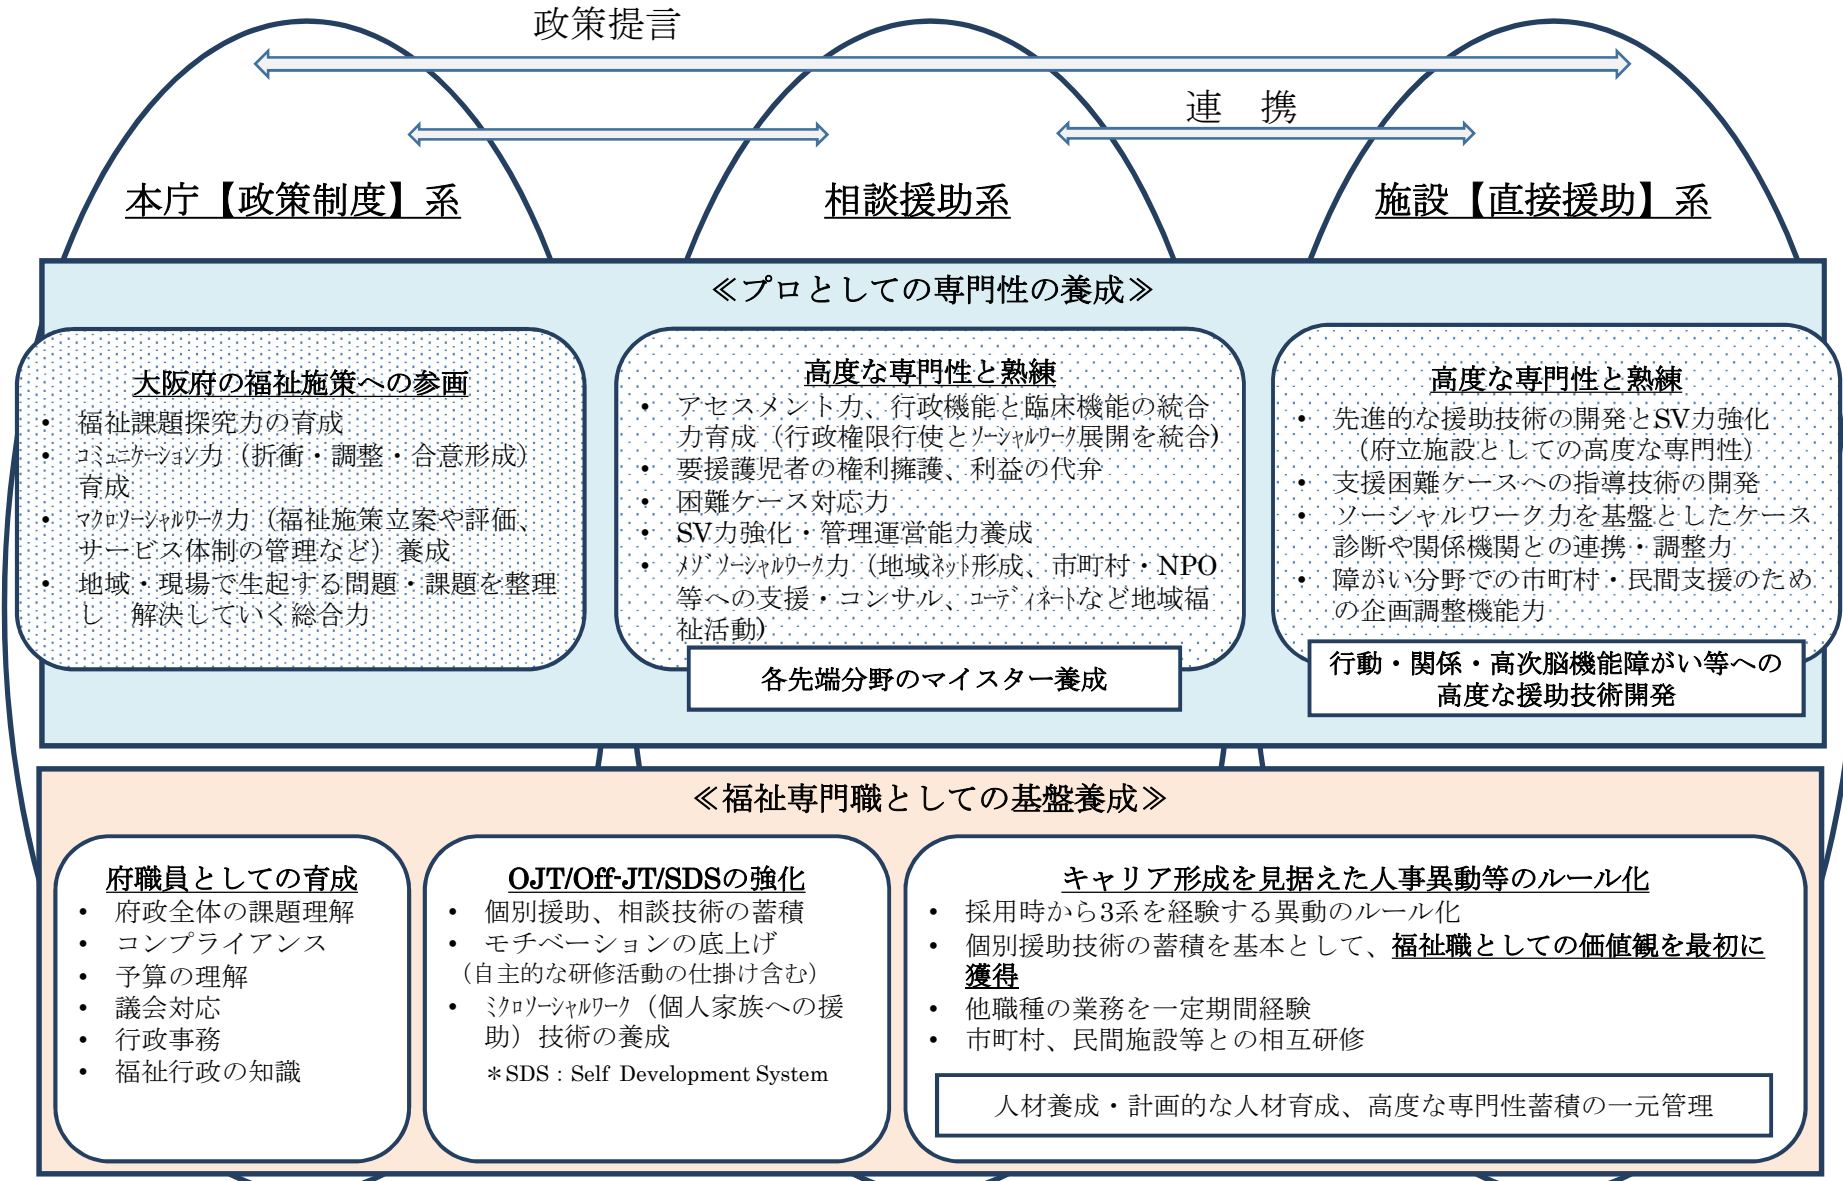 政策提言
連　携
本庁【政策制度】系
相談援助系
施設【直接援助】系
≪プロとしての専門性の養成≫
大阪府の福祉施策への参画
• 福祉課題探究力の育成
• ｺﾐｭﾆｹｰｼｮﾝ力（折衝・調整・合意形成）
育成
• ﾏｸﾛｿｰｼｬﾙﾜｰｸ力（福祉施策立案や評価、
サービス体制の管理など）養成
• 地域・現場で生起する問題・課題を整理
し　解決していく総合力
高度な専門性と熟練
• アセスメント力、行政機能と臨床機能の統合
力育成（行政権限行使とｿｰｼｬﾙﾜｰｸ展開を統合)
• 要援護児者の権利擁護、利益の代弁
• 困難ケース対応力
• SV力強化・管理運営能力養成
• ﾒｿﾞｿｰｼｬﾙﾜｰｸ力（地域ﾈｯﾄ形成、市町村・NPO
等への支援・コンサル、ｺｰﾃﾞｨﾈｰﾄなど地域福
祉活動)
各先端分野のマイスター養成
高度な専門性と熟練
• 先進的な援助技術の開発とSV力強化
（府立施設としての高度な専門性）
• 支援困難ケースへの指導技術の開発
• ソーシャルワーク力を基盤としたケース
診断や関係機関との連携・調整力
• 障がい分野での市町村・民間支援のため
の企画調整機能力
行動・関係・高次脳機能障がい等への
高度な援助技術開発
≪福祉専門職としての基盤養成≫
府職員としての育成
• 府政全体の課題理解
• コンプライアンス
• 予算の理解
• 議会対応
• 行政事務
• 福祉行政の知識
OJT/Off-JT/SDSの強化
• 個別援助、相談技術の蓄積
• モチベーションの底上げ
（自主的な研修活動の仕掛け含む）
• ﾐｸﾛｿｰｼｬﾙﾜｰｸ（個人家族への援
助）技術の養成
＊SDS：Self Development System
キャリア形成を見据えた人事異動等のルール化
• 採用時から3系を経験する異動のルール化
• 個別援助技術の蓄積を基本として、福祉職としての価値観を最初に
獲得
• 他職種の業務を一定期間経験
• 市町村、民間施設等との相互研修
人材養成・計画的な人材育成、高度な専門性蓄積の一元管理